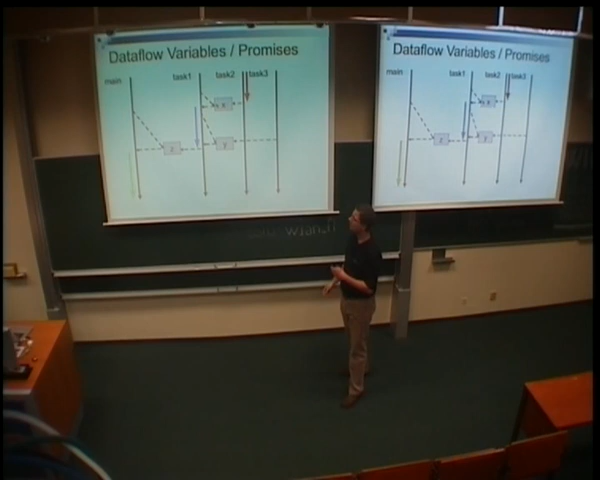 Dataflow Variables / Promises
main task1 task2 task3
z
x
y
Dataflow Variables / Promises
main task1 task2 task3
z
x
y